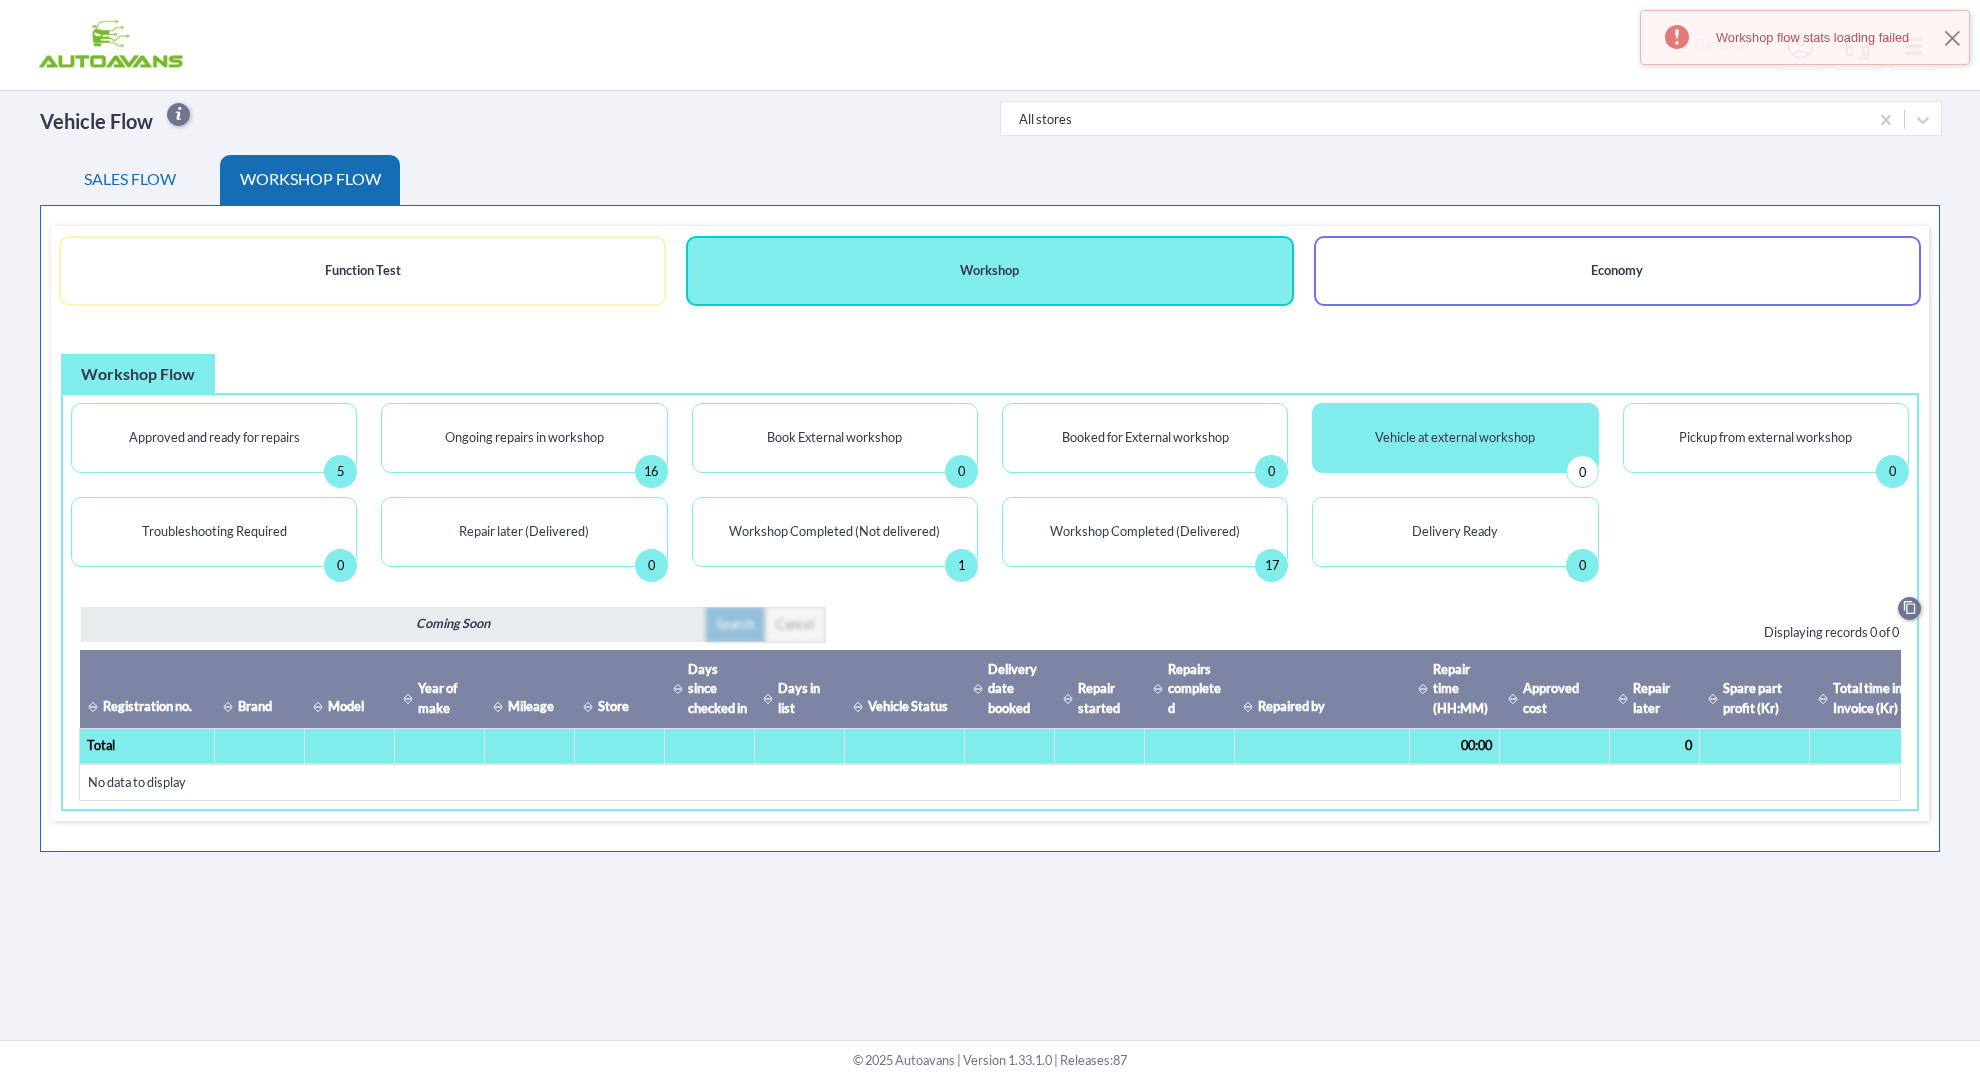 AUTOAVANS
Workshop flow stats loading failed
Vehicle Flow
All stores
SALES FLOW
WORKSHOP FLOW
Function Test
Workshop
Economy
Workshop Flow
Approved and ready for repairs
5
Ongoing repairs in workshop
16
Book External workshop
0
Booked for External workshop
0
Vehicle at external workshop
0
Pickup from external workshop
0
Troubleshooting Required
0
Repair later (Delivered)
0
Workshop Completed (Not delivered)
1
Workshop Completed (Delivered)
17
Delivery Ready
0
Coming Soon
Search
Cancel
Displaying records 0 of 0
Registration no.
Brand
Model
Year of
make
Mileage
Store
Days
since
checked in
Days in
list
Vehicle Status
Delivery
date
booked
Repair
started
Repairs
complete
d
Repaired by
Repair
time
(HH:MM)
Approved
cost
Repair
later
Spare part
profit (Kr)
Total time in
Invoice (Kr)
Total
00:00
0
No data to display
© 2025 Autoavans | Version 1.33.1.0 | Releases:87